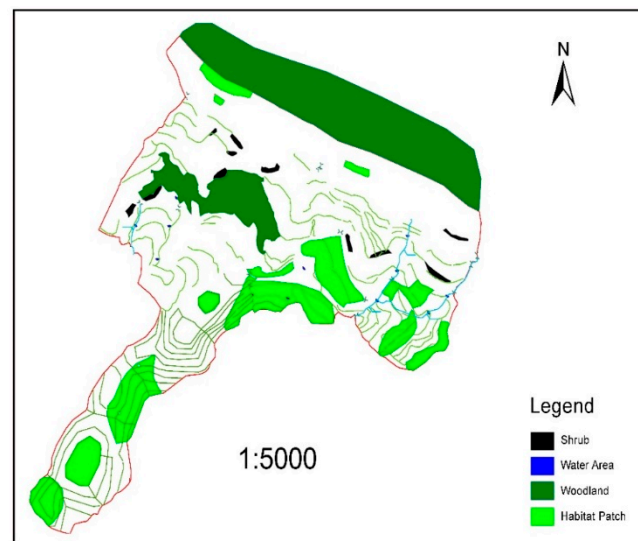 N
1:5000
Legend
Shrub
Water Area
Woodland
Habitat Patch